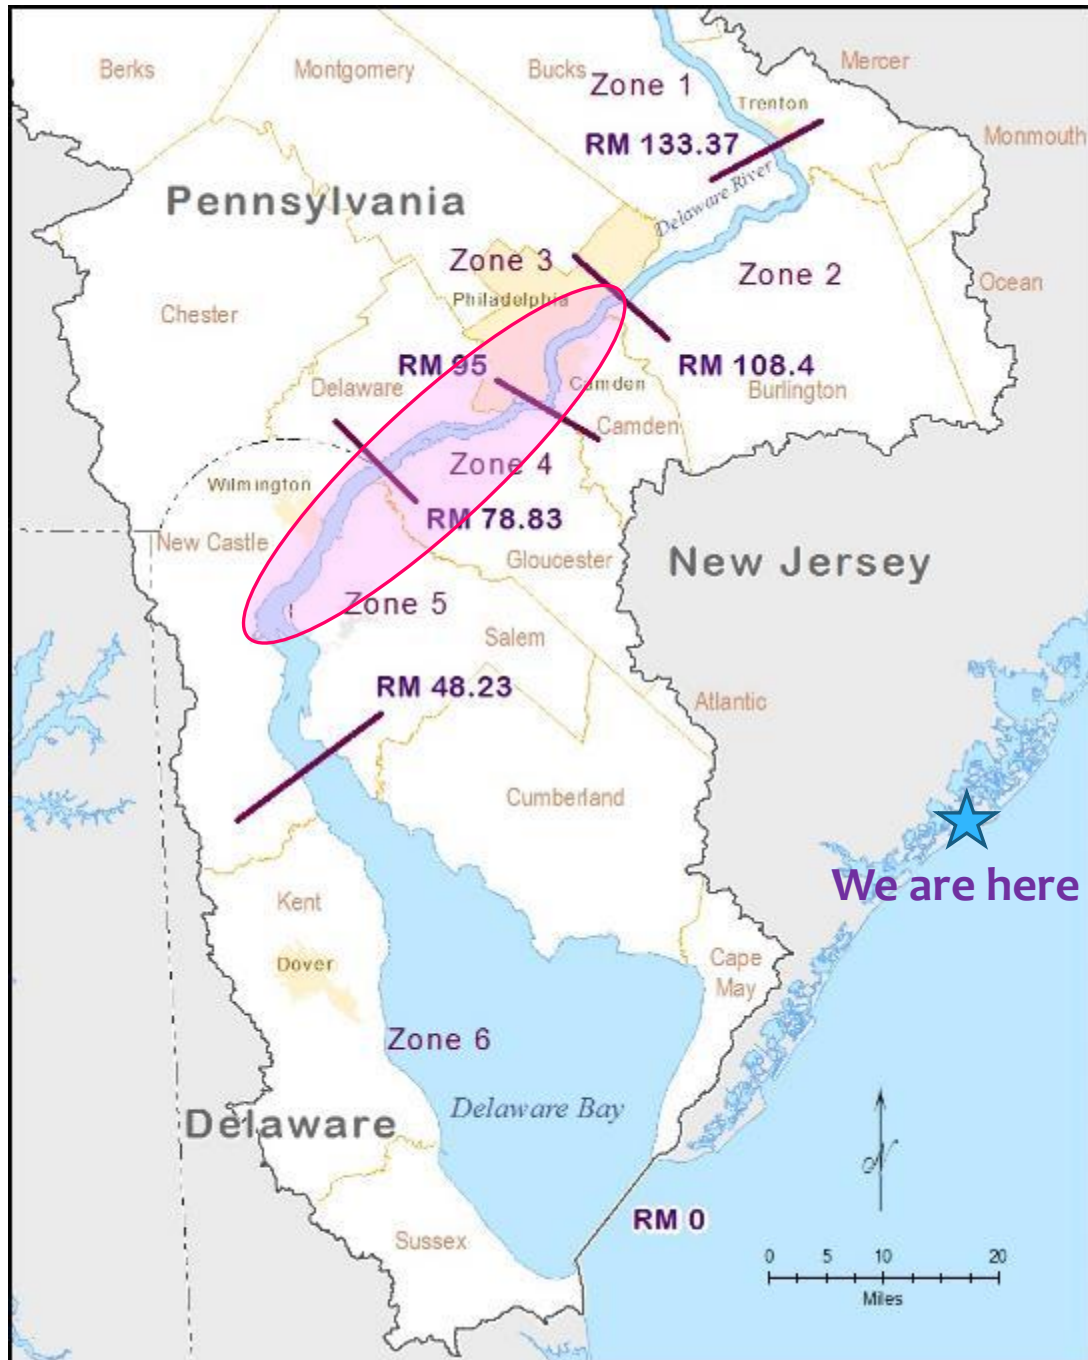 Berks
Montgomery
Bucks
Zone 1
Mercer
Trenton
RM 133.37
Monmouth
Delaware River
Pennsylvania
Zone 3
Zone 2
Ocean
Philadelphia
Chester
RM 95
RM 108.4
Delaware
Camden
Burlington
Camden
Zone 4
Wilmington
RM 78.83
New Castle
Gloucester
New Jersey
Zone 5
Salem
RM 48.23
Atlantic
Cumberland
We are here
Kent
Dover
Cape
May
Zone 6
Delaware Bay
Delaware
N
RM 0
Sussex
0 5 10 20
Miles